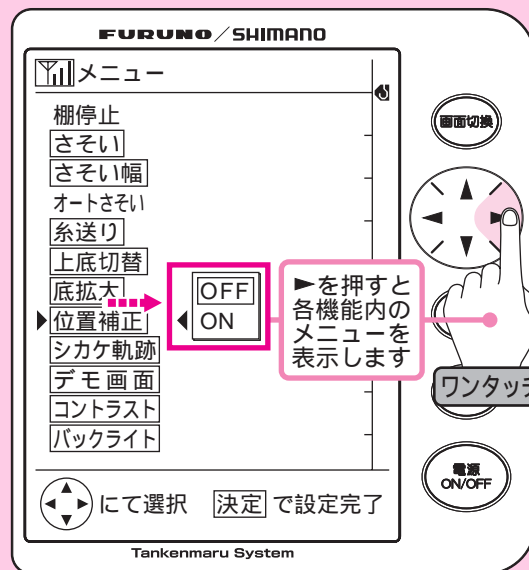 FURUNO/SHIMANO
メニュー
棚停止
さそい
さそい幅
オートさそい
糸送り
上底切替
底拡大
位置補正
シカケ軌跡
デモ画面
コントラスト
バックライト
OFF
ON
►を押すと
各機能内の
メニューを
表示します
画面切換
ワンタッチ
電源
ON/OFF
にて選択 決定で設定完了
Tankenmaru System